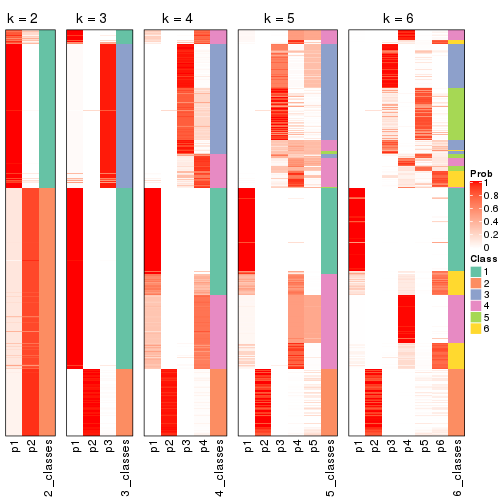 k = 2
k = 3
k = 4
k = 5
k = 6
Prob
1
0.8
0.6
0.4
0.2
0
Class
1
2
3
4
5
6
p1
p2
2_classes
p1
p2
p3
3_classes
p1
p2
p3
p4
4_classes
p1
p2
p3
p4
p5
5_classes
p1
p2
p3
p4
p5
p6
6_classes